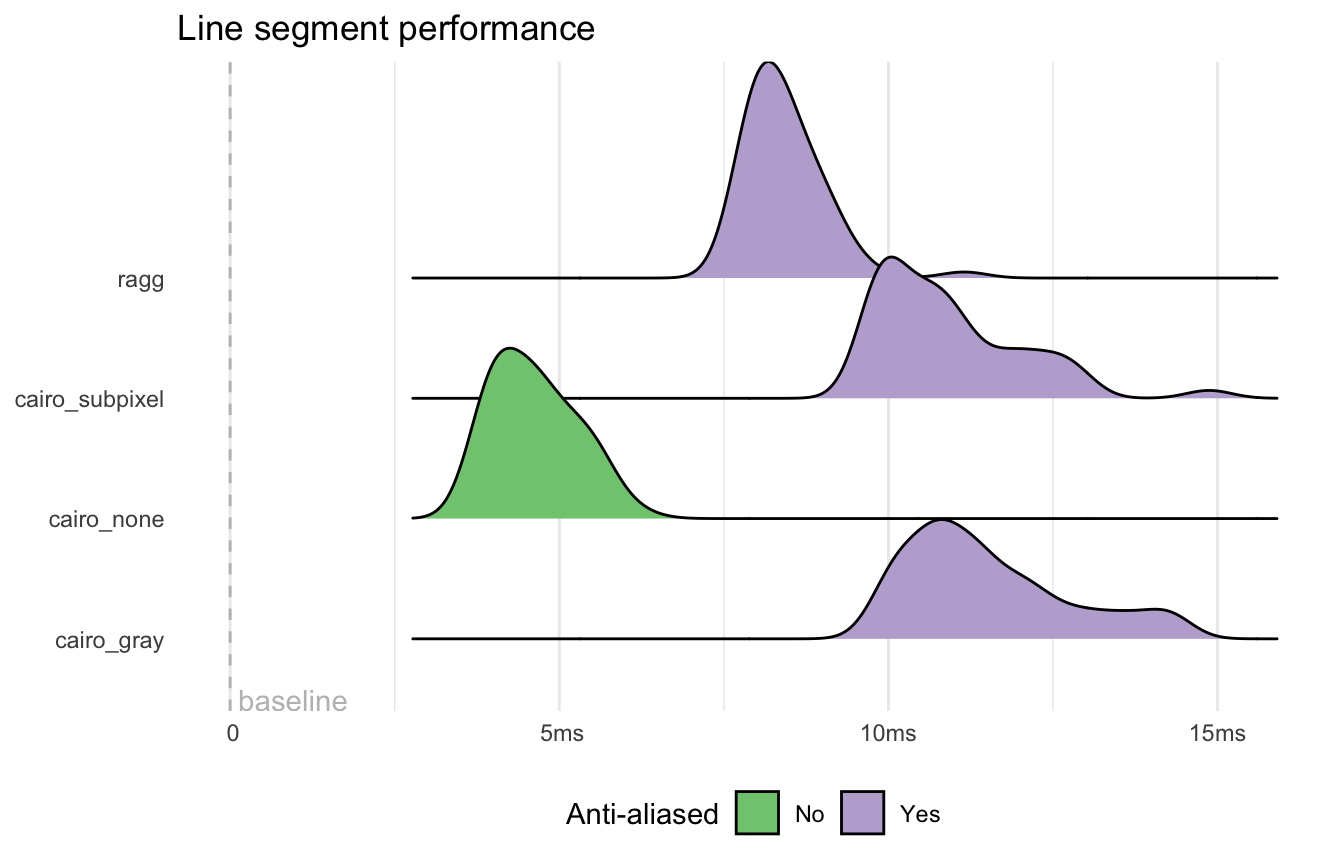 Line segment performance
ragg
cairo_subpixel
cairo_none
cairo_gray
baseline
0 5ms 10ms 15ms
Anti-aliased No Yes